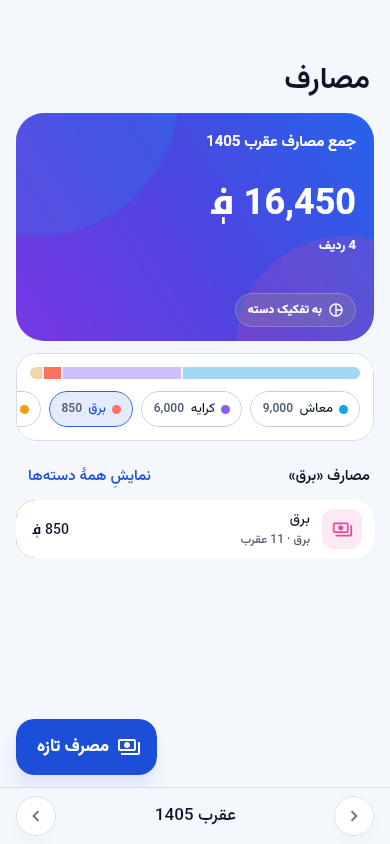 مصارف
جمع مصارف عقرب 1405
16,450 ؋
4 ردیف
به تفکیک دسته
معاش 9,000
کرایه 6,000
برق 850
مصارف «برق»
نمایشِ همهٔ دسته‌ها
برق
850 ؋
برق · 11 عقرب
مصرف تازه
عقرب 1405